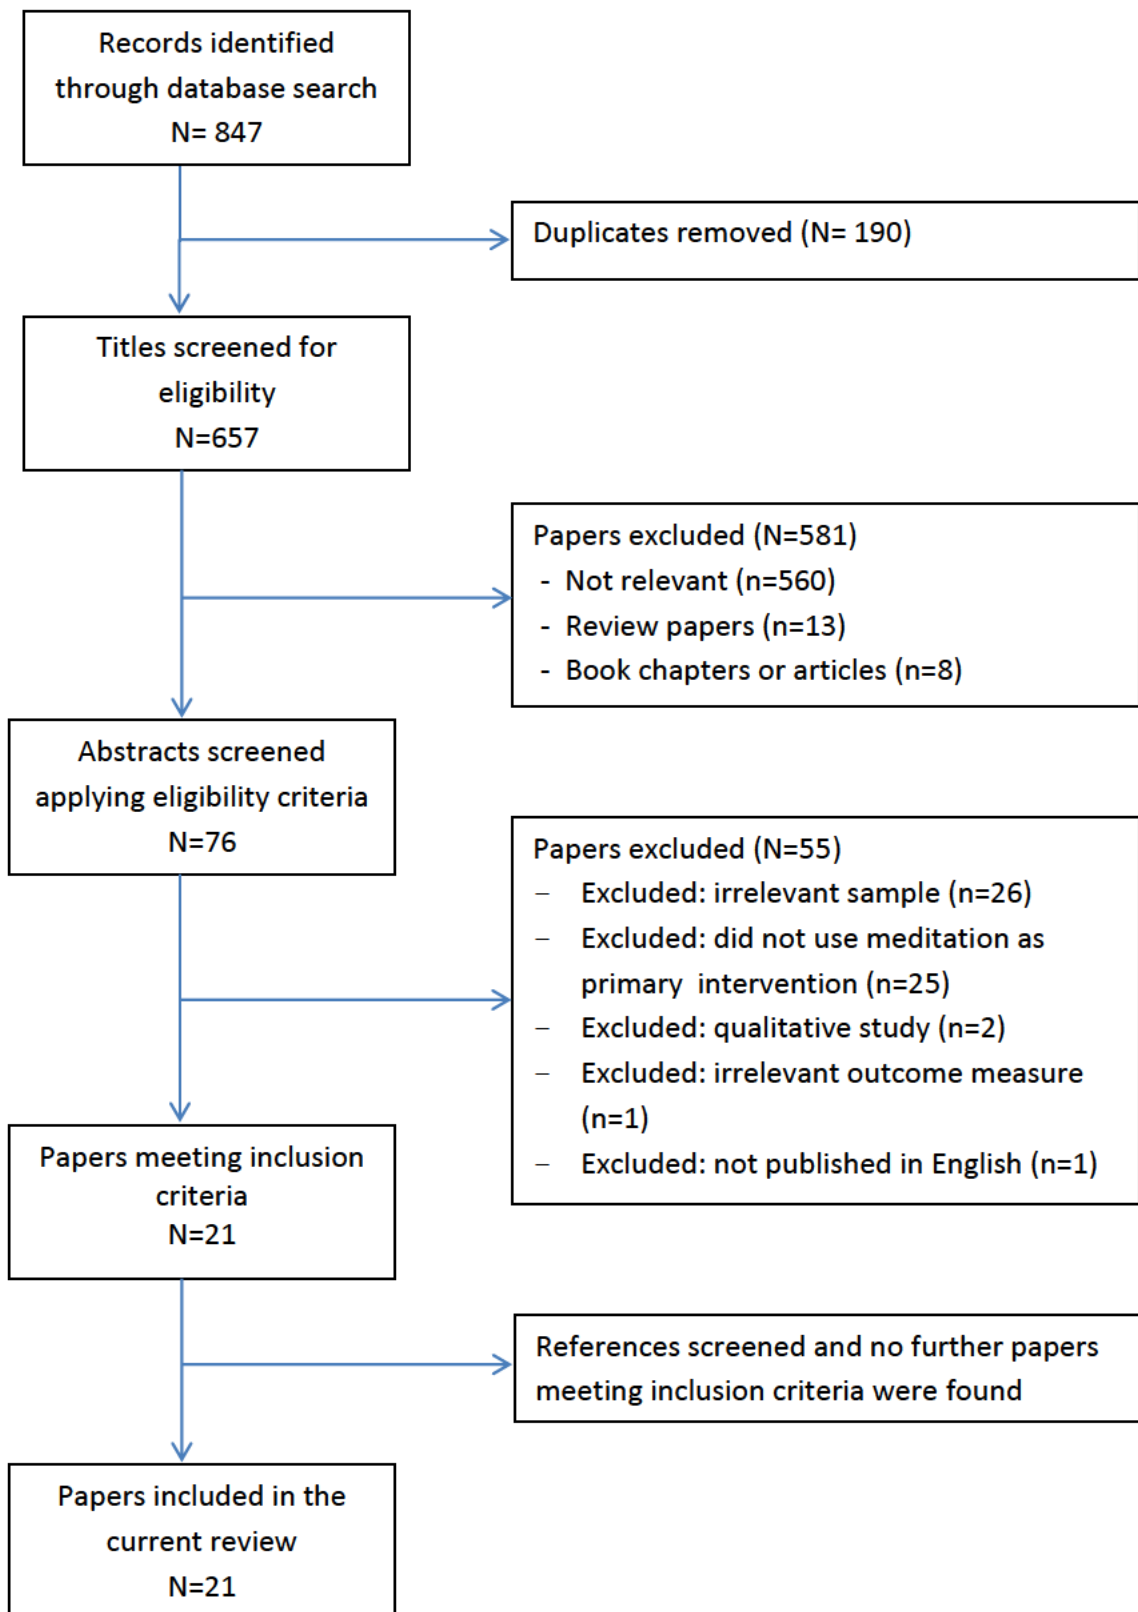 Records identified
through database search
N= 847
Duplicates removed (N= 190)
Titles screened for
eligibility
N=657
Papers excluded (N=581)
- Not relevant (n=560)
- Review papers (n=13)
- Book chapters or articles (n=8)
Abstracts screened
applying eligibility criteria
N=76
Papers excluded (N=55)
– Excluded: irrelevant sample (n=26)
– Excluded: did not use meditation as
primary intervention (n=25)
– Excluded: qualitative study (n=2)
– Excluded: irrelevant outcome measure
(n=1)
– Excluded: not published in English (n=1)
Papers meeting inclusion
criteria
N=21
References screened and no further papers
meeting inclusion criteria were found
Papers included in the
current review
N=21